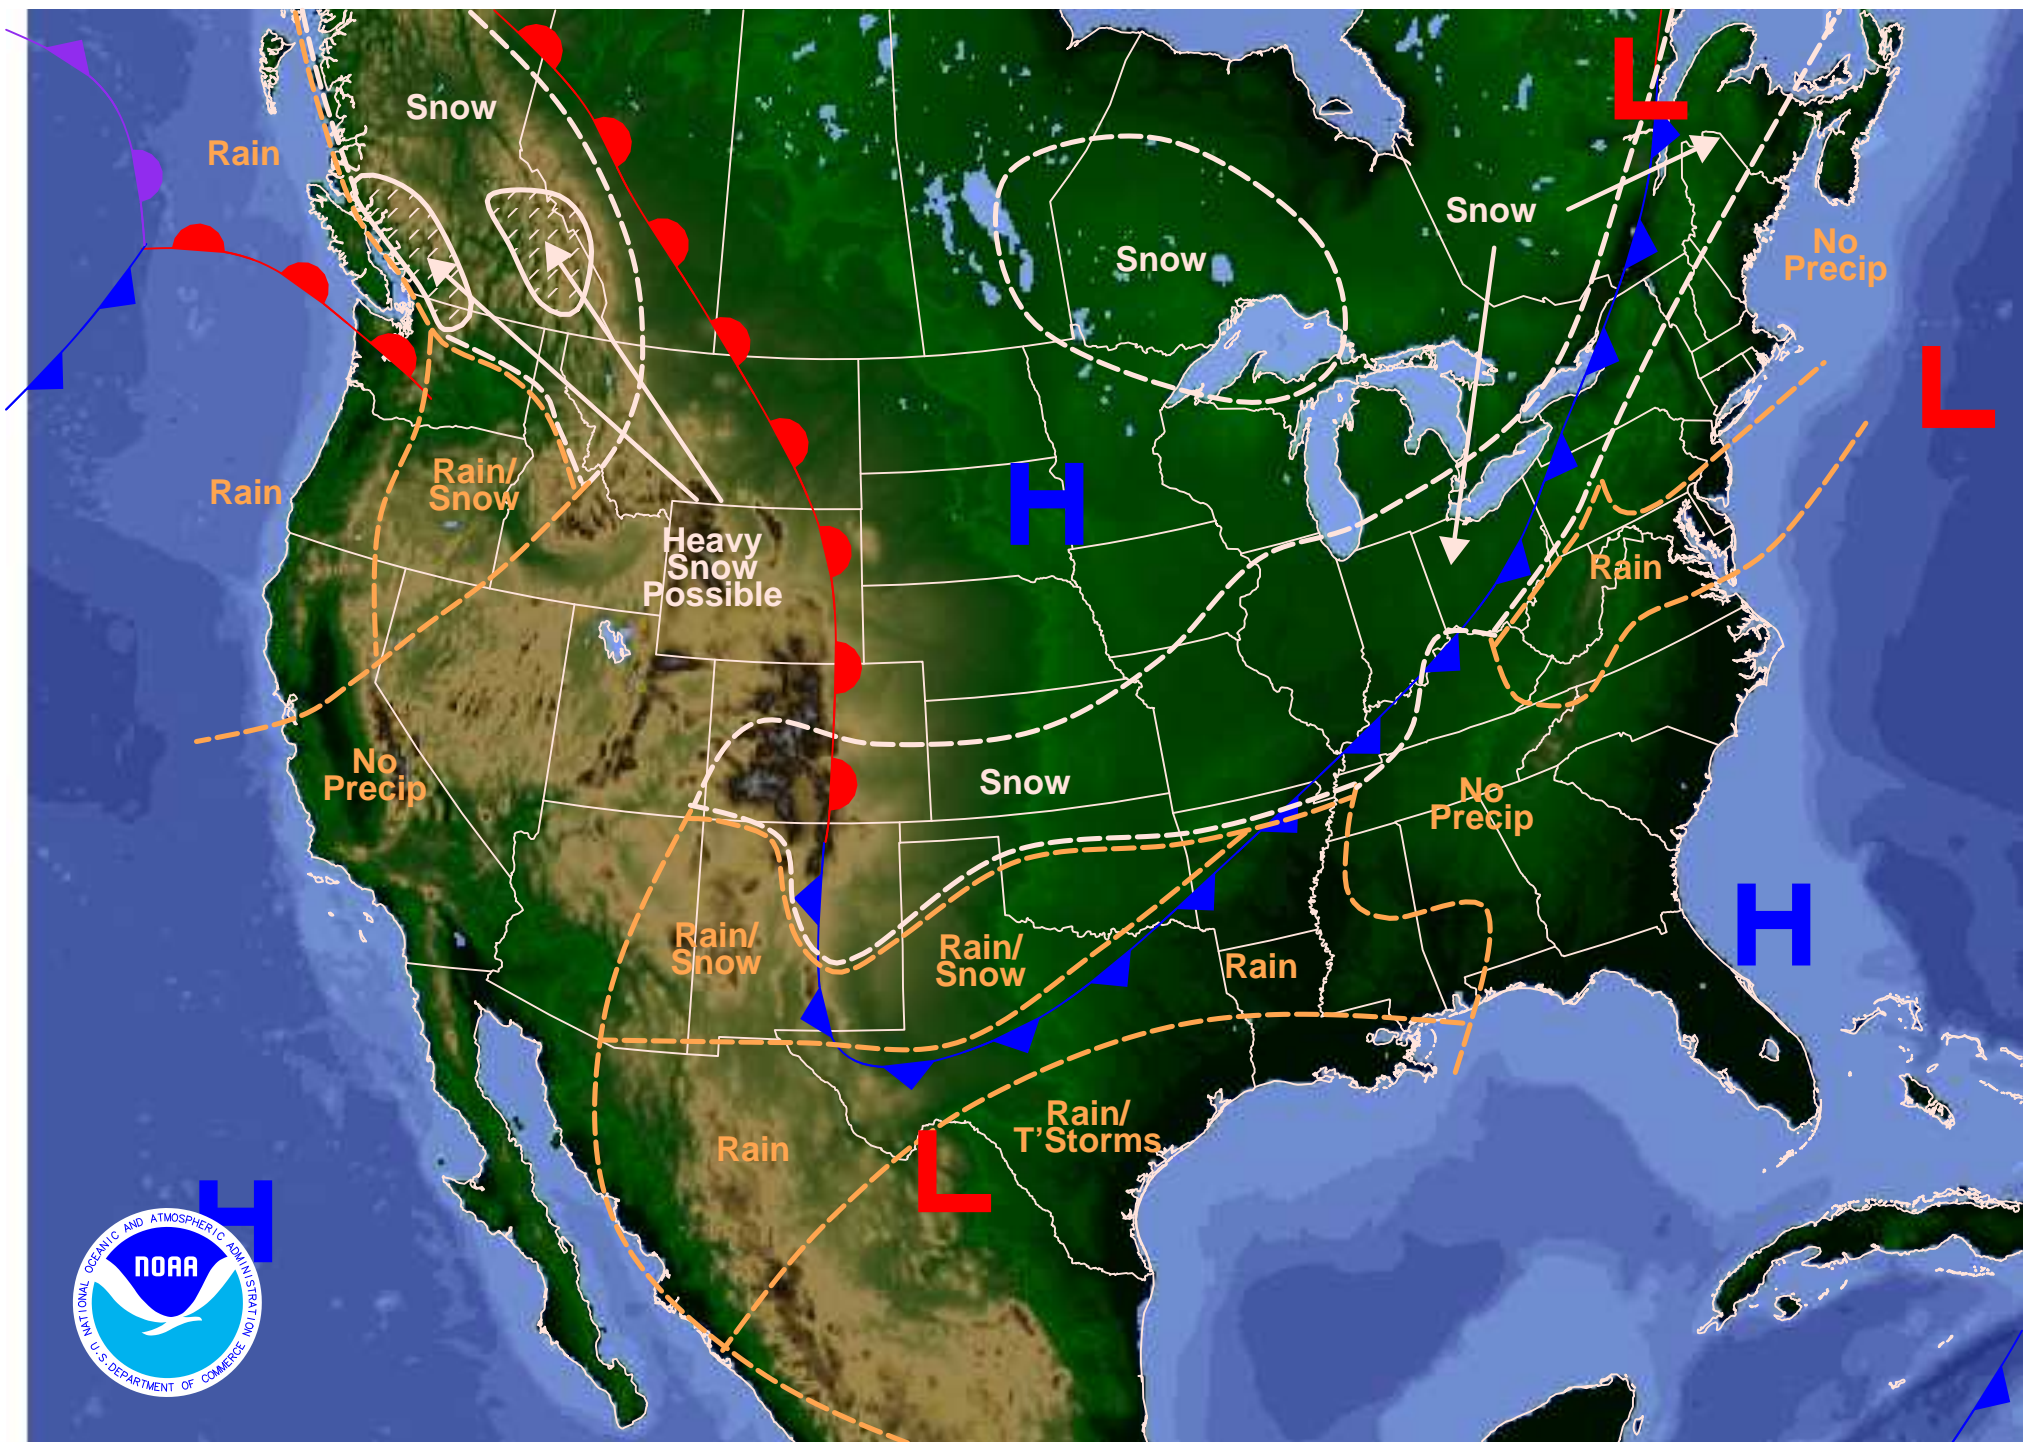 Snow
Rain
Snow
Snow
No
Precip
Rain
Rain/
Snow
H
L
L
Heavy
Snow
Possible
Rain
No
Precip
Snow
No
Precip
Rain/
Snow
Rain/
Snow
Rain
H
Rain
Rain/
T'Storms
L
H
NATIONAL OCEANIC AND ATMOSPHERIC ADMINISTRATION
NOAA
U.S. DEPARTMENT OF COMMERCE